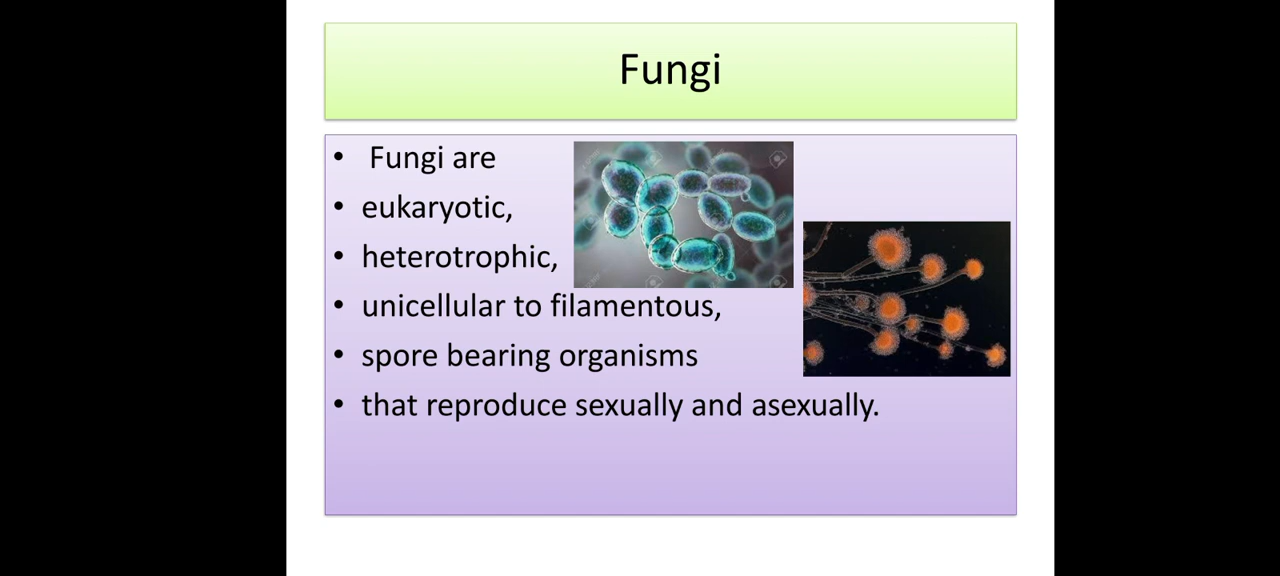 Fungi
• Fungi are
• eukaryotic,
• heterotrophic,
• unicellular to filamentous,
• spore bearing organisms
• that reproduce sexually and asexually.